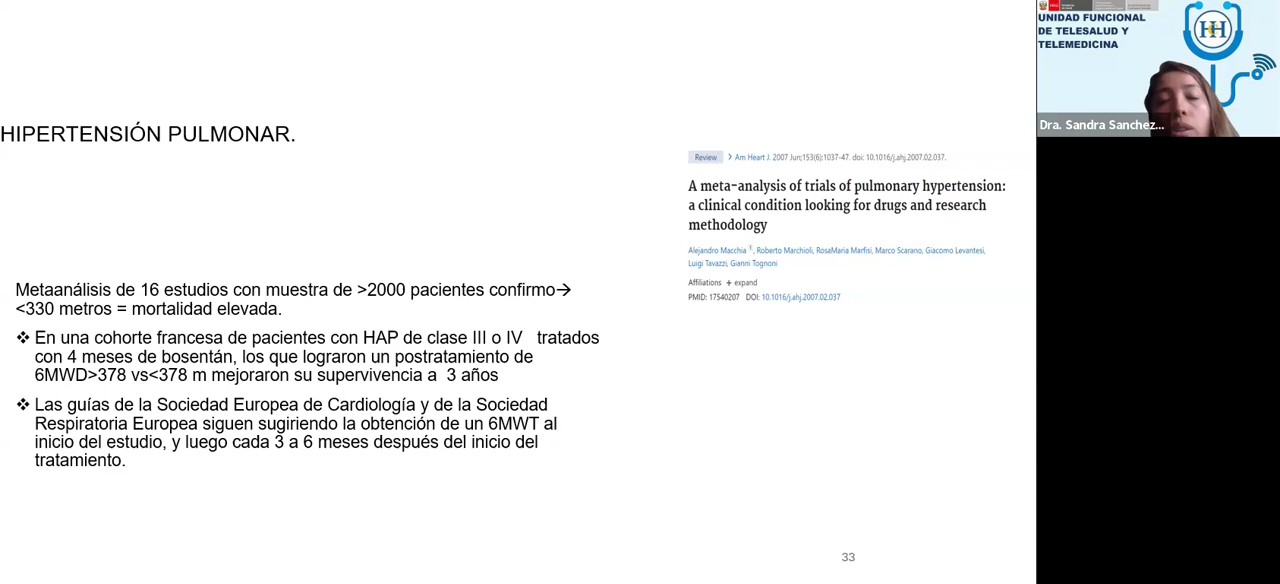 HIPERTENSIÓN PULMONAR.
Metaanálisis de 16 estudios con muestra de >2000 pacientes confirmo→
<330 metros = mortalidad elevada.
❖ En una cohorte francesa de pacientes con HAP de clase III o IV tratados
con 4 meses de bosentán, los que lograron un postratamiento de
6MWD>378 vs<378 m mejoraron su supervivencia a 3 años
❖ Las guías de la Sociedad Europea de Cardiología y de la Sociedad
Respiratoria Europea siguen sugiriendo la obtención de un 6MWT al
inicio del estudio, y luego cada 3 a 6 meses después del inicio del
tratamiento.
Review > Am Heart J. 2007 Jun;153(6):1037-47. doi: 10.1016/j.ahj.2007.02.037.
A meta-analysis of trials of pulmonary hypertension:
a clinical condition looking for drugs and research
methodology
Alejandro Macchia 1, Roberto Marchioli, RosaMaria Marfisi, Marco Scarano, Giacomo Levantesi,
Luigi Tavazzi, Gianni Tognoni
Affiliations + expand
PMID: 17540207 DOI: 10.1016/j.ahj.2007.02.037
33
UNIDAD FUNCIONAL
DE TELESALUD Y
TELEMEDICINA
HH
Dra. Sandra Sanchez...